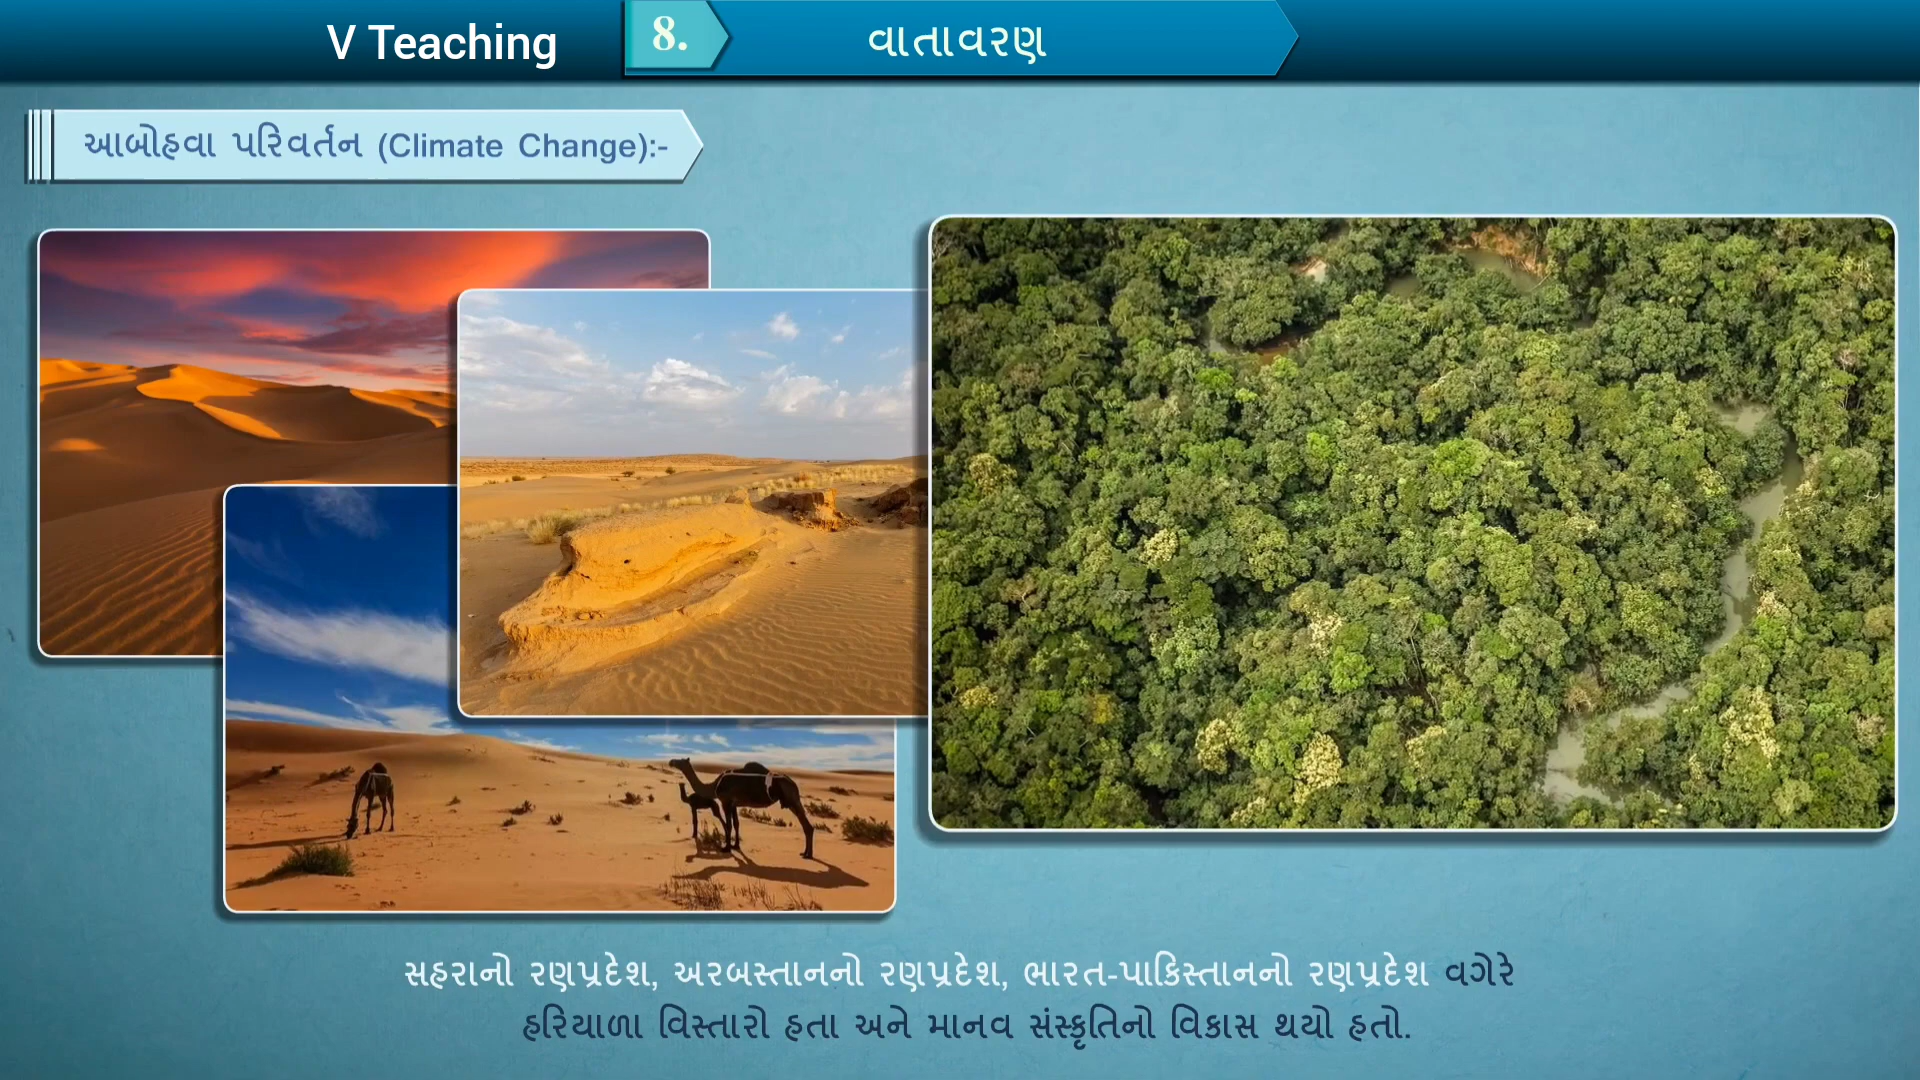 V Teaching
8.
વાતાવરણ
આબોહવા પરિવર્તન (Climate Change):-
સહરાનો રણપ્રદેશ, અરબસ્તાનનો રણપ્રદેશ, ભારત-પાકિસ્તાનનો રણપ્રદેશ વગેરે
હરિયાળા વિસ્તારો હતા અને માનવ સંસ્કૃતિનો વિકાસ થયો હતો.